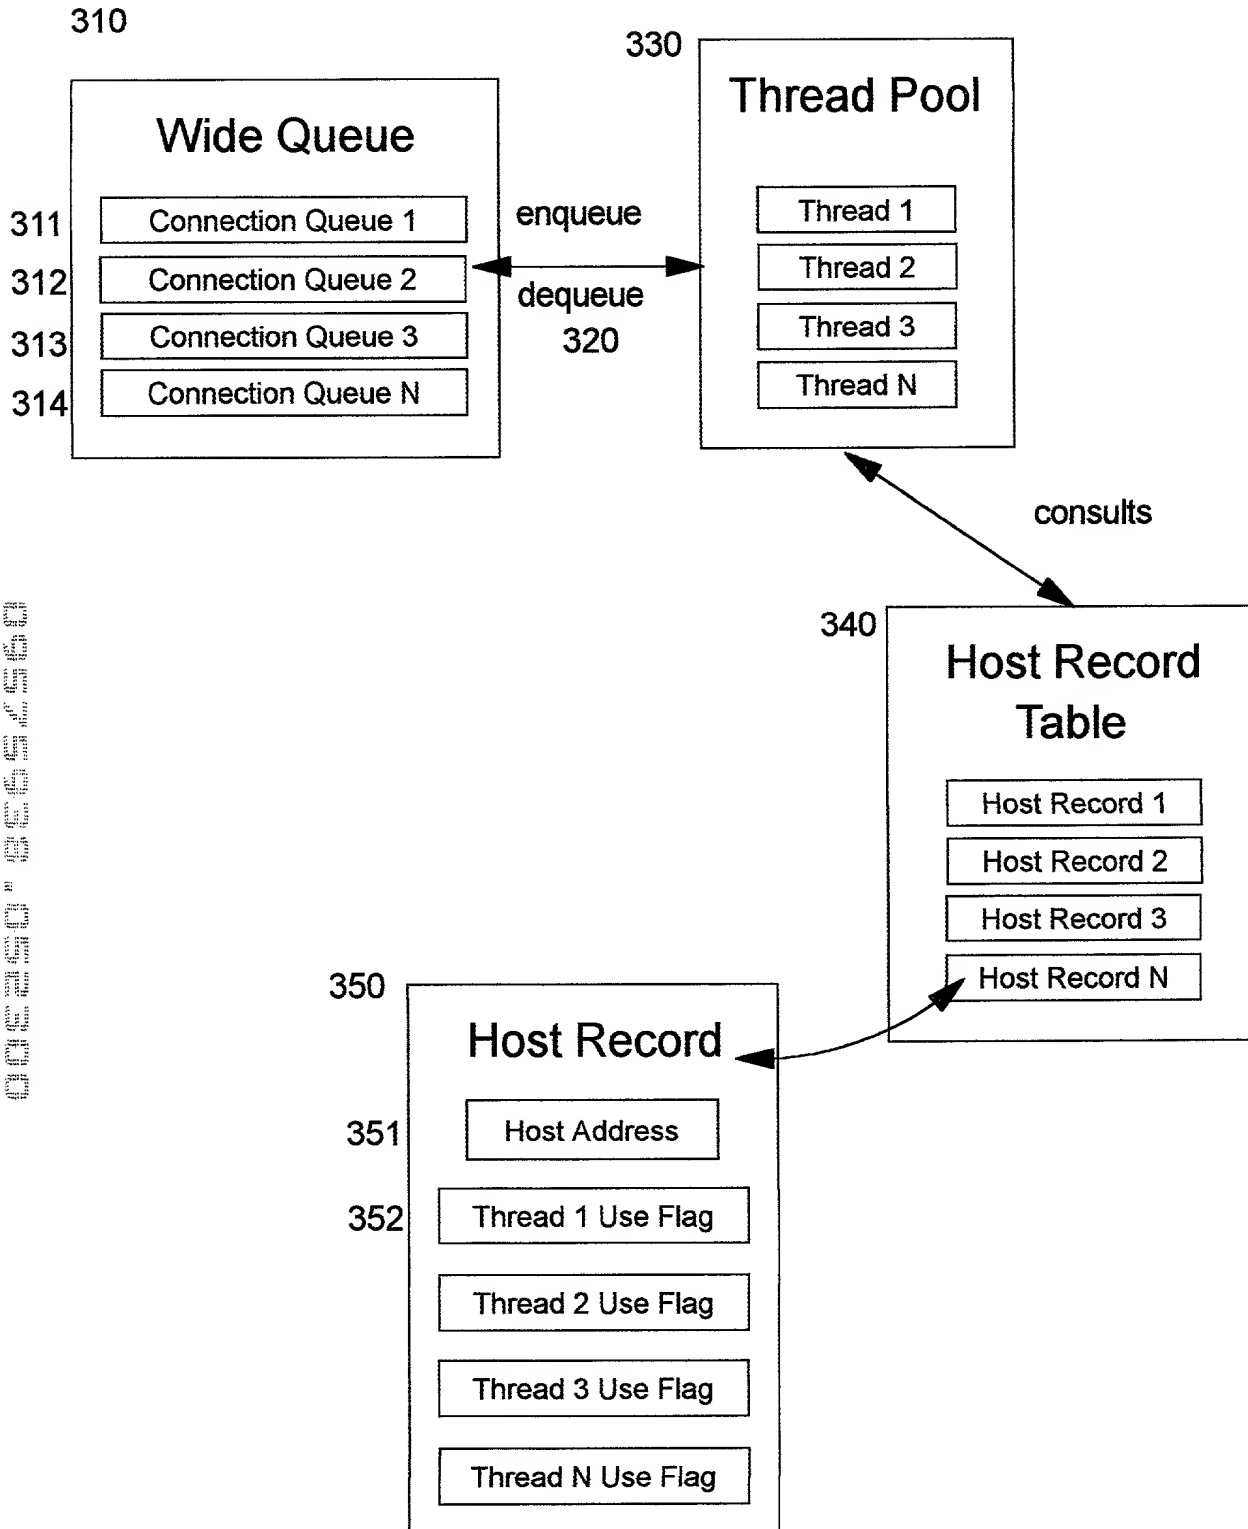 310
330
Wide Queue
Thread Pool
311
Connection Queue 1
312
Connection Queue 2
313
Connection Queue 3
314
Connection Queue N
enqueue
dequeue
320
Thread 1
Thread 2
Thread 3
Thread N
consults
340
Host Record
Table
Host Record 1
Host Record 2
Host Record 3
Host Record N
350
Host Record
351
Host Address
352
Thread 1 Use Flag
Thread 2 Use Flag
Thread 3 Use Flag
Thread N Use Flag